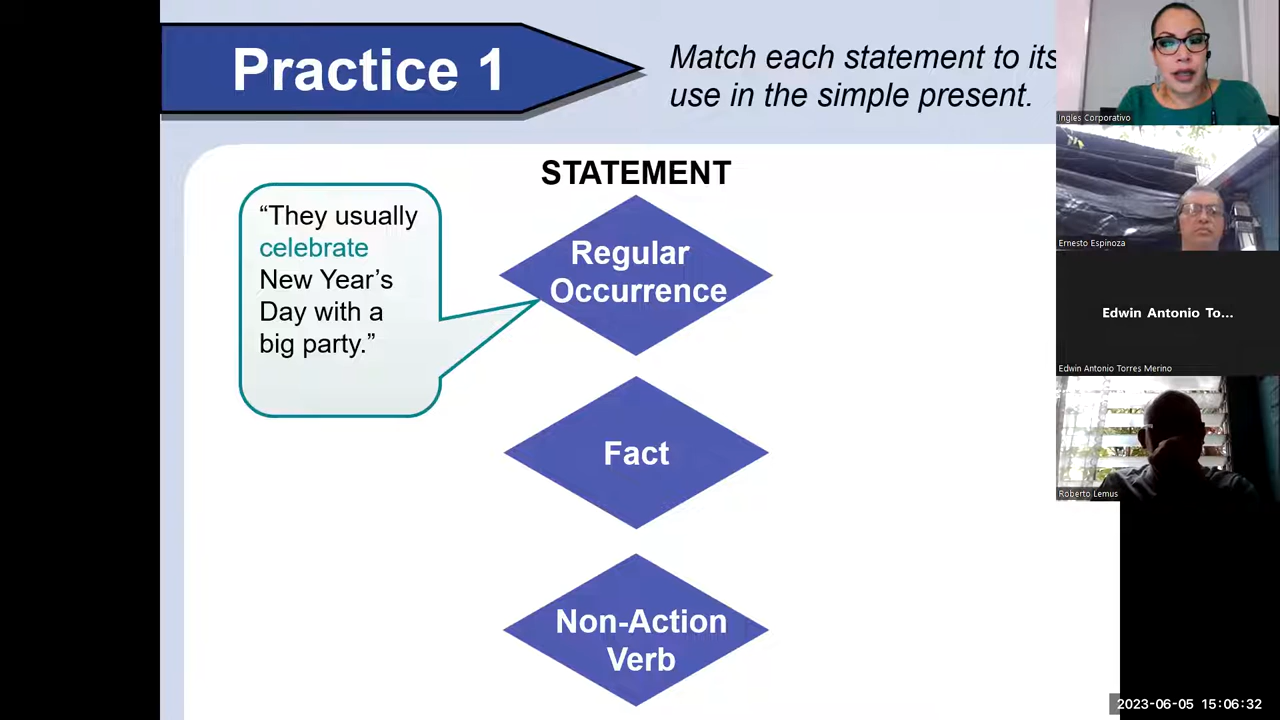 Practice 1
Match each statement to its
use in the simple present.
STATEMENT
“They usually
celebrate
New Year’s
Day with a
big party.”
Regular
Occurrence
Fact
Non-Action
Verb
Ingles Corporativo
Ernesto Espinoza
Edwin Antonio To...
Edwin Antonio Torres Merino
Roberto Lemus
2023-06-05 15:06:32